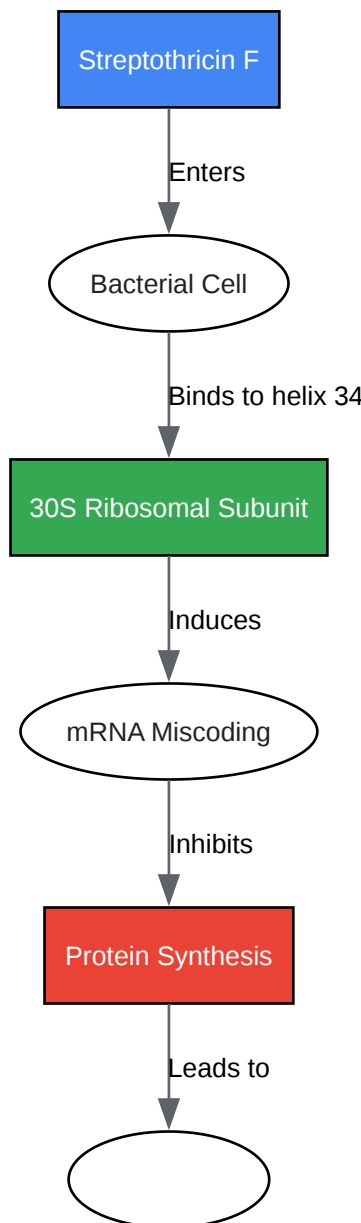 Streptothricin F
Enters
Bacterial Cell
Binds to helix 34
30S Ribosomal Subunit
Induces
mRNA Miscoding
Inhibits
Protein Synthesis
Leads to